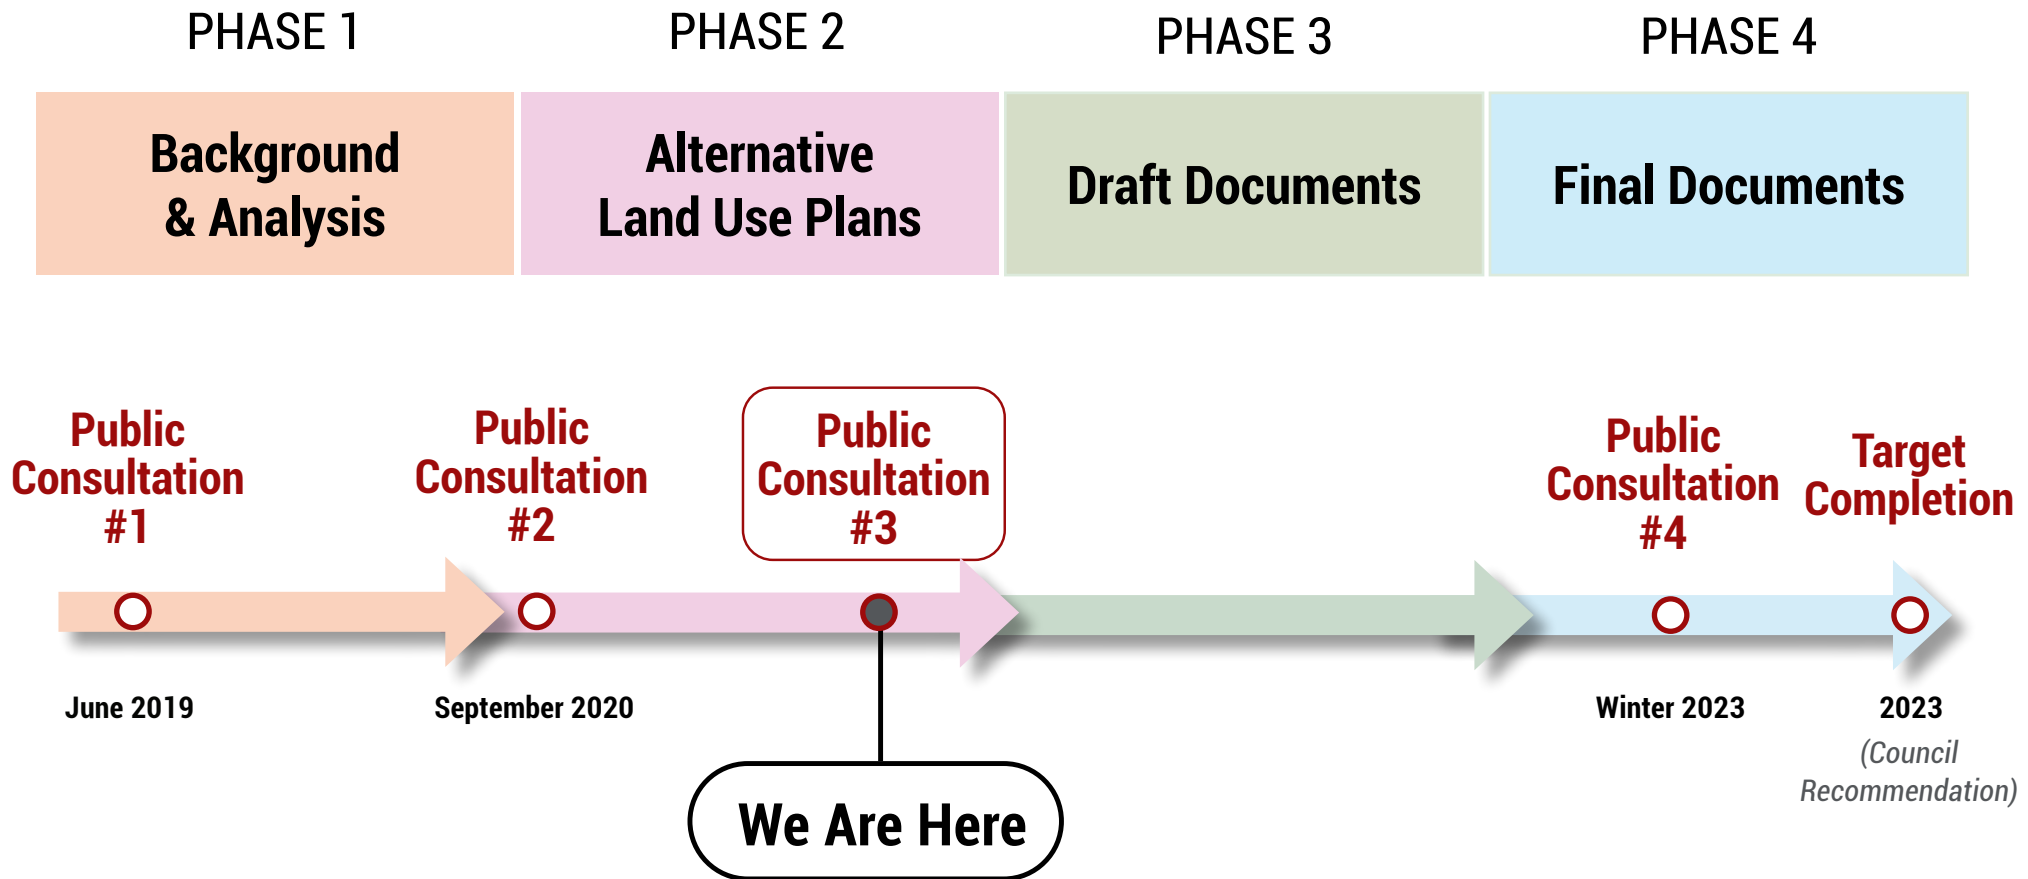 PHASE 1
PHASE 2
PHASE 3
PHASE 4
Background
& Analysis
Alternative
Land Use Plans
Draft Documents
Final Documents
Public
Consultation
#1
Public
Consultation
#2
Public
Consultation
#3
Public
Consultation
#4
Target
Completion
June 2019
September 2020
Winter 2023
2023
(Council
Recommendation)
We Are Here